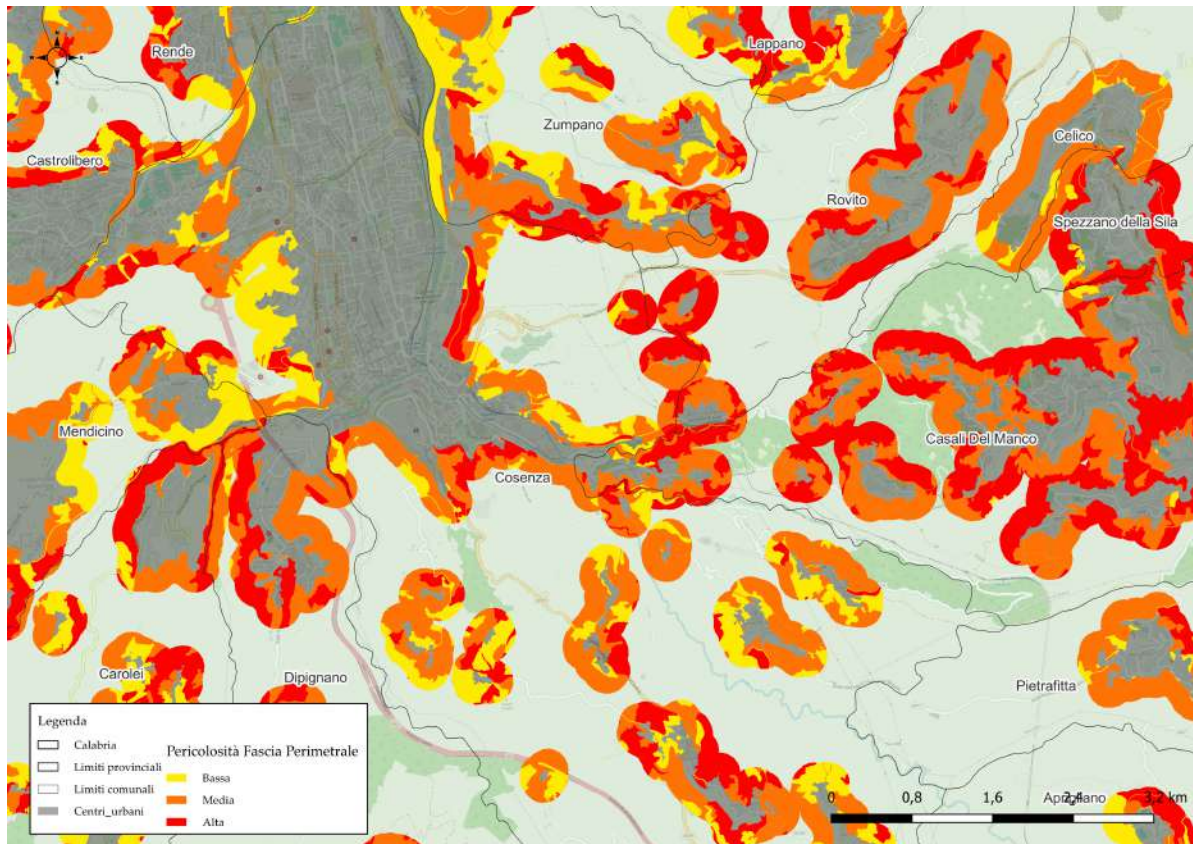 Rende
Lappano
Zumpano
Celico
Castrolibero
Rovito
Spezzano della Sila
Mendicino
Casali Del Manco
Cosenza
Carolei
Dipignano
Pietrafitta
Aprigliano
Legenda
Calabria
Limiti provinciali
Limiti comunali
Centri_urbani
Pericolosità Fascia Perimetrale
Bassa
Media
Alta
0 0,8 1,6 2,4 3,2 km